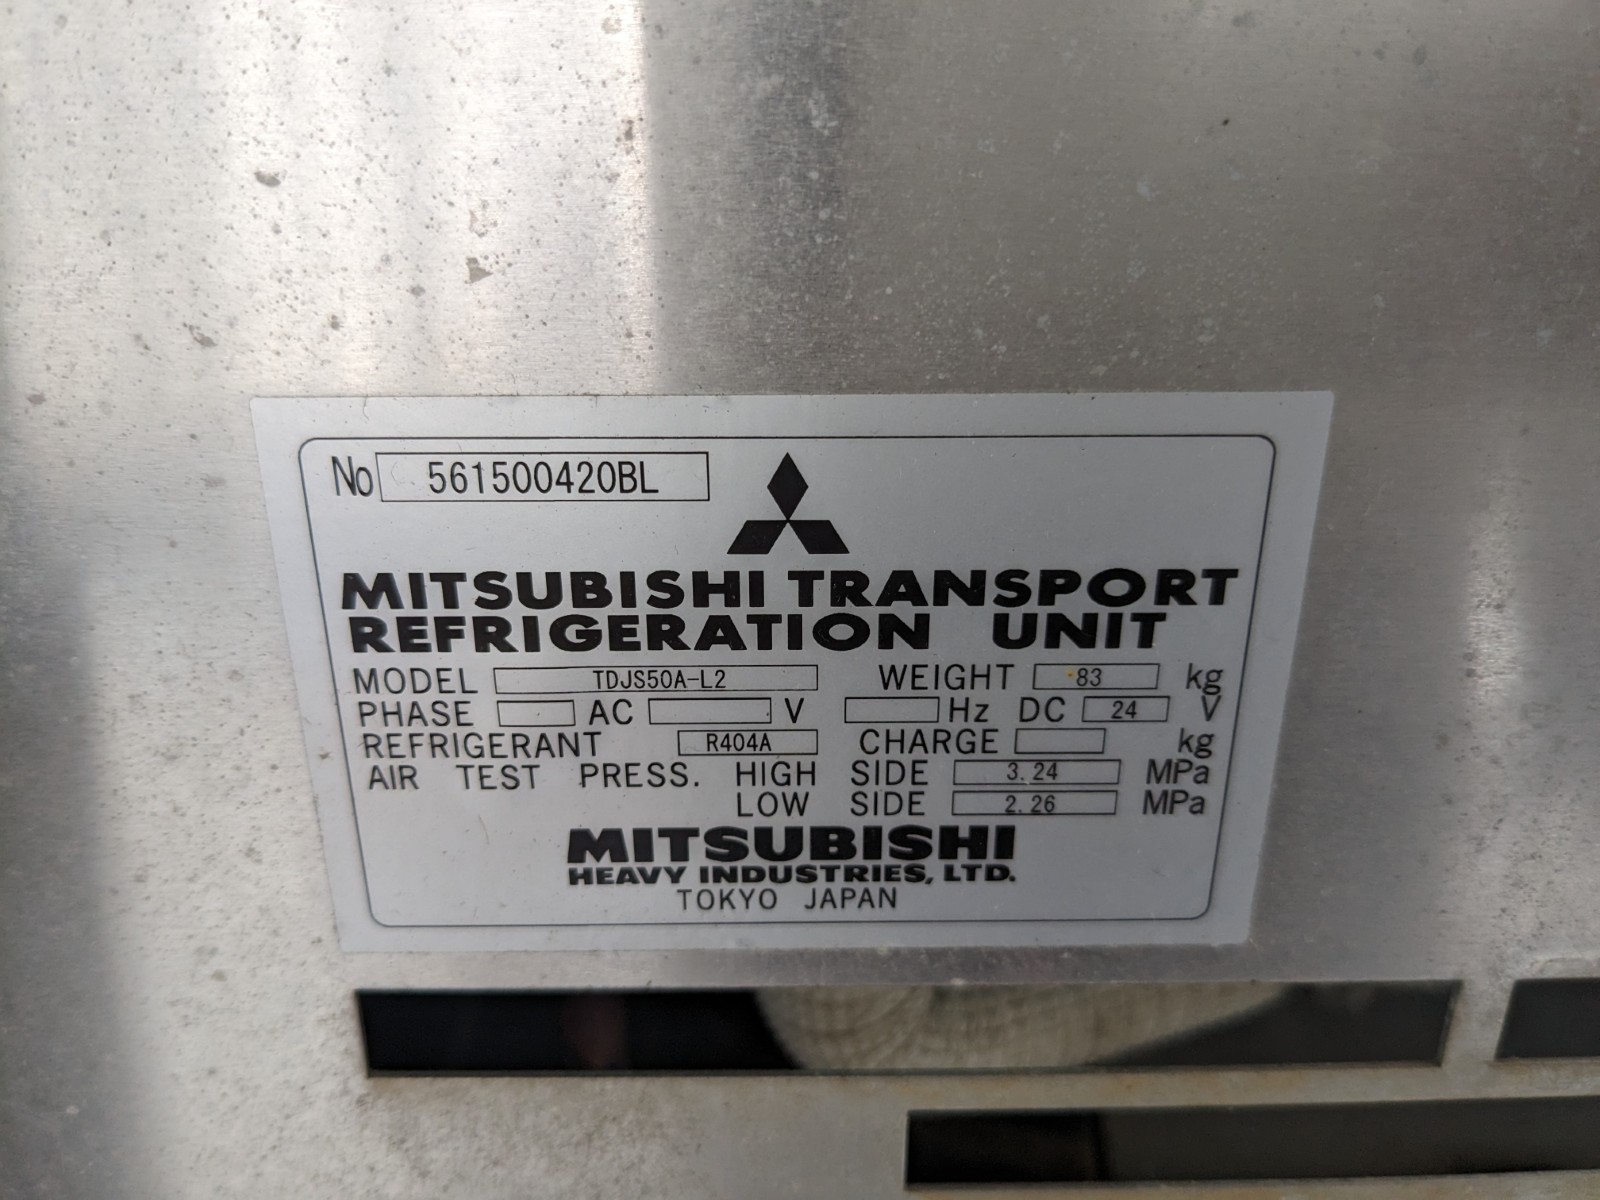 No 561500420BL
MITSUBISHI TRANSPORT
REFRIGERATION UNIT
MODEL TDJS50A-L2 WEIGHT 83 kg
PHASE AC V Hz DC 24 V
REFRIGERANT R404A CHARGE kg
AIR TEST PRESS. HIGH SIDE 3.24 MPa
LOW SIDE 2.26 MPa
MITSUBISHI
HEAVY INDUSTRIES, LTD.
TOKYO JAPAN